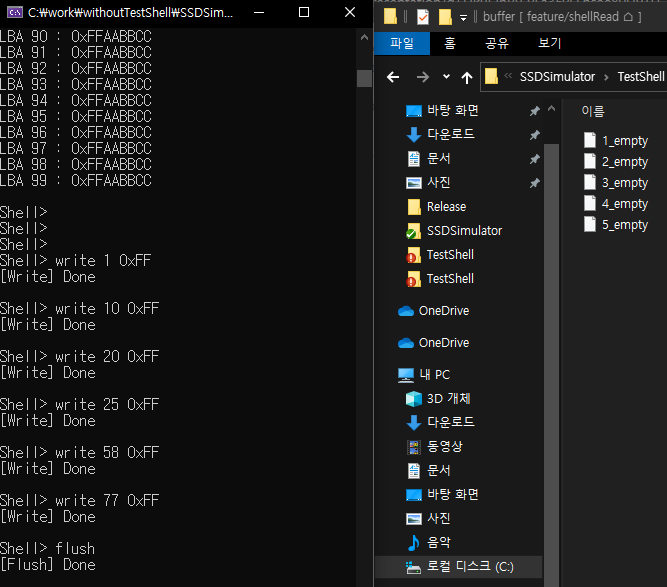 C:\work\withoutTestShell\SSDSim...
LBA 90 : 0xFFAABBCC
LBA 91 : 0xFFAABBCC
LBA 92 : 0xFFAABBCC
LBA 93 : 0xFFAABBCC
LBA 94 : 0xFFAABBCC
LBA 95 : 0xFFAABBCC
LBA 96 : 0xFFAABBCC
LBA 97 : 0xFFAABBCC
LBA 98 : 0xFFAABBCC
LBA 99 : 0xFFAABBCC
Shell>
Shell>
Shell>
Shell> write 1 0xFF
[Write] Done
Shell> write 10 0xFF
[Write] Done
Shell> write 20 0xFF
[Write] Done
Shell> write 25 0xFF
[Write] Done
Shell> write 58 0xFF
[Write] Done
Shell> write 77 0xFF
[Write] Done
Shell> flush
[Flush] Done
buffer [ feature/shellRead ⌂ ]
파일 홈 공유 보기
« SSDSimulator › TestShell
바탕 화면
다운로드
문서
사진
Release
SSDSimulator
TestShell
TestShell
OneDrive
OneDrive
내 PC
3D 개체
다운로드
동영상
문서
바탕 화면
사진
음악
로컬 디스크 (C:)
이름
1_empty
2_empty
3_empty
4_empty
5_empty